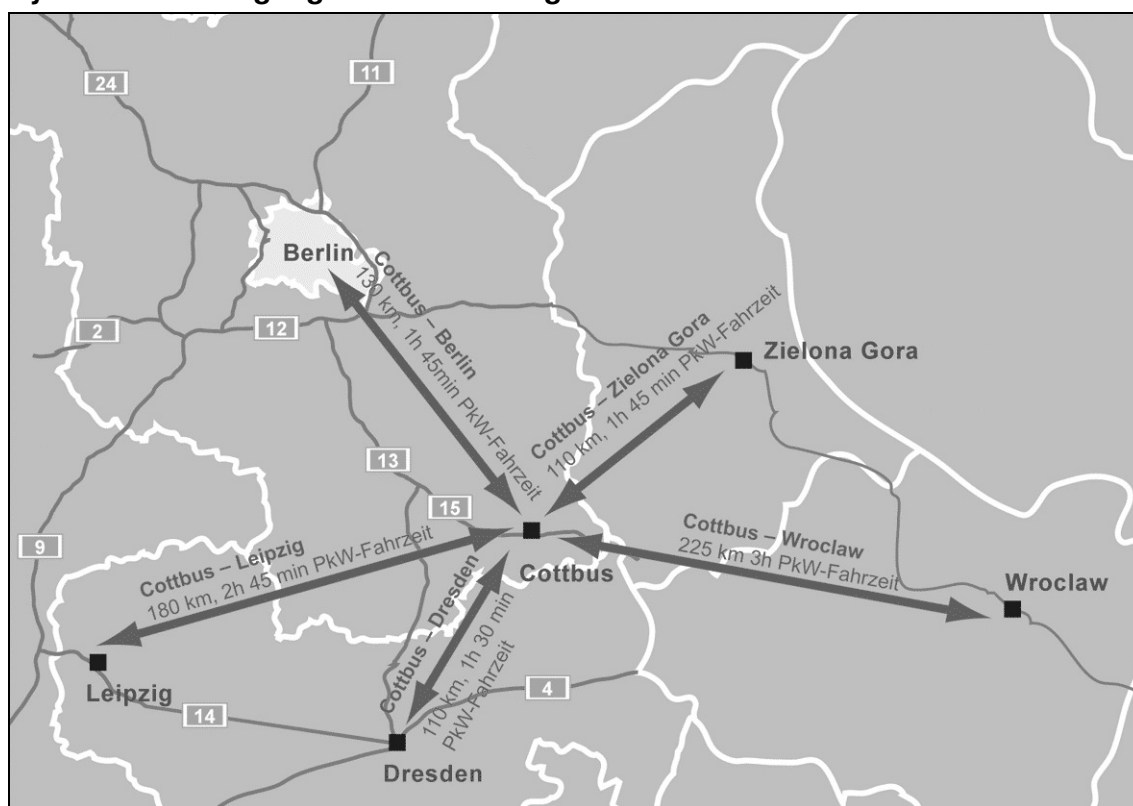 11
24
Berlin
Cottbus – Berlin
130 km, 1h 45min PkW-Fahrzeit
2
12
Cottbus – Zielona Gora
110 km, 1h 45 min PkW-Fahrzeit
Zielona Gora
13
15
9
Cottbus – Leipzig
180 km, 2h 45 min PkW-Fahrzeit
Cottbus
Cottbus – Wroclaw
225 km 3h PkW-Fahrzeit
Wroclaw
Cottbus – Dresden
110 km, 1h 30 min
PkW-Fahrzeit
Leipzig
14
4
Dresden